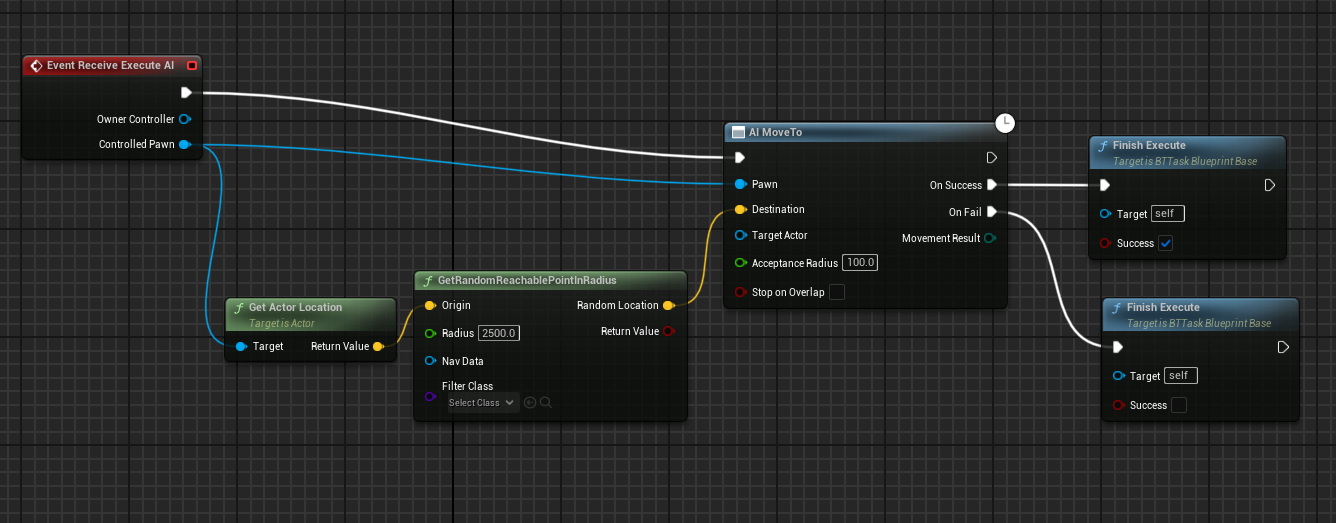 Event Receive Execute AI
Owner Controller
Controlled Pawn
Get Actor Location
Target is Actor
Target
Return Value
GetRandomReachablePointInRadius
Origin
Random Location
Radius 2500.0
Return Value
Nav Data
Filter Class
Select Class
AI MoveTo
Pawn
On Success
Destination
On Fail
Target Actor
Movement Result
Acceptance Radius 100.0
Stop on Overlap
Finish Execute
Target is BTTask Blueprint Base
Target self
Success
Finish Execute
Target is BTTask Blueprint Base
Target self
Success